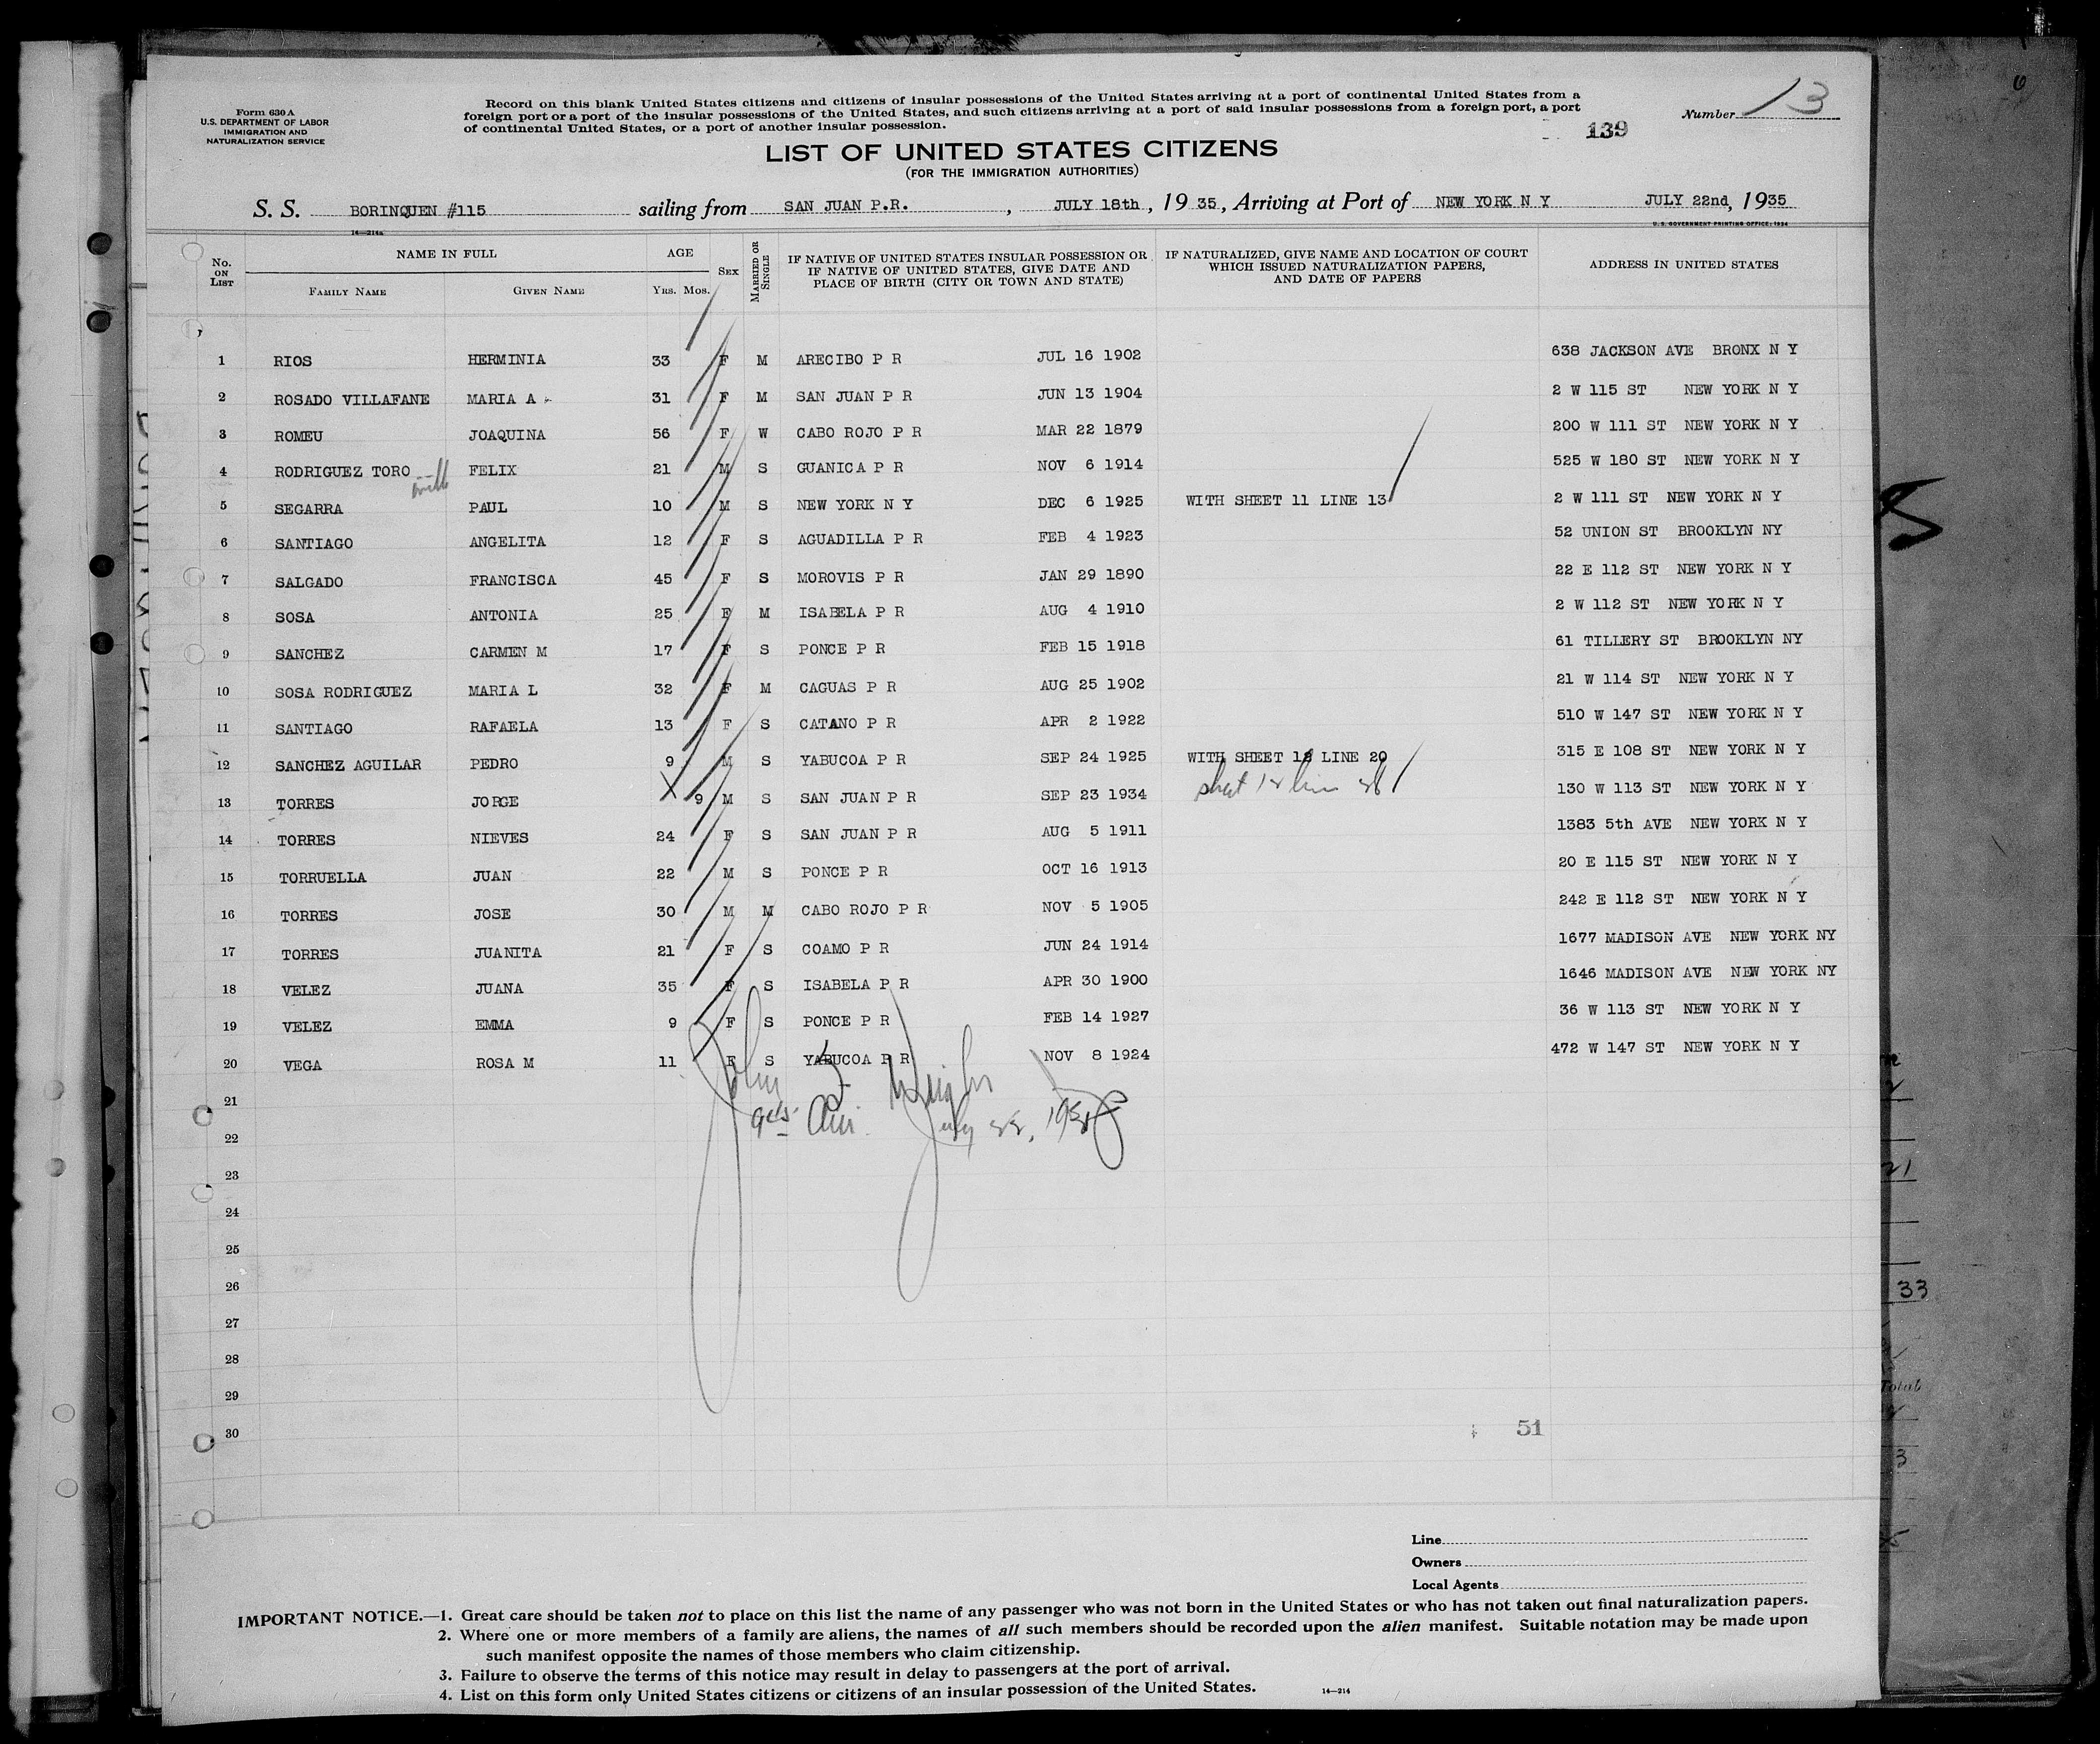 Form 630 A
U.S. DEPARTMENT OF LABOR
IMMIGRATION AND
NATURALIZATION SERVICE
Record on this blank United States citizens and citizens of insular possessions of the United States arriving at a port of continental United States from a
foreign port or a port of the insular possessions of the United States, and such citizens arriving at a port of said insular possessions from a foreign port, a port
of continental United States, or a port of another insular possession.
Number 13
139
LIST OF UNITED STATES CITIZENS
(FOR THE IMMIGRATION AUTHORITIES)
S. S. BORINQUEN #115 sailing from SAN JUAN P.R. , JULY 18th , 19 35 , Arriving at Port of NEW YORK N Y JULY 22nd, 1935
14—214a
U. S. GOVERNMENT PRINTING OFFICE: 1934
No. ON LIST NAME IN FULL FAMILY NAME GIVEN NAME AGE YRS. MOS. SEX MARRIED OR SINGLE IF NATIVE OF UNITED STATES INSULAR POSSESSION OR IF NATIVE OF UNITED STATES, GIVE DATE AND PLACE OF BIRTH (CITY OR TOWN AND STATE) IF NATURALIZED, GIVE NAME AND LOCATION OF COURT WHICH ISSUED NATURALIZATION PAPERS, AND DATE OF PAPERS ADDRESS IN UNITED STATES
1 RIOS HERMINIA 33 F M ARECIBO P R JUL 16 1902 638 JACKSON AVE BRONX N Y
2 ROSADO VILLAFANE MARIA A 31 F M SAN JUAN P R JUN 13 1904 2 W 115 ST NEW YORK N Y
3 ROMEU JOAQUINA 56 F W CABO ROJO P R MAR 22 1879 200 W 111 ST NEW YORK N Y
4 RODRIGUEZ TORO FELIX 21 M S GUANICA P R NOV 6 1914 525 W 180 ST NEW YORK N Y
5 SEGARRA PAUL 10 M S NEW YORK N Y DEC 6 1925 WITH SHEET 11 LINE 13 2 W 111 ST NEW YORK N Y
6 SANTIAGO ANGELITA 12 F S AGUADILLA P R FEB 4 1923 52 UNION ST BROOKLYN NY
7 SALGADO FRANCISCA 45 F S MOROVIS P R JAN 29 1890 22 E 112 ST NEW YORK N Y
8 SOSA ANTONIA 25 F M ISABELA P R AUG 4 1910 2 W 112 ST NEW YORK N Y
9 SANCHEZ CARMEN M 17 F S PONCE P R FEB 15 1918 61 TILLERY ST BROOKLYN NY
10 SOSA RODRIGUEZ MARIA L 32 F M CAGUAS P R AUG 25 1902 21 W 114 ST NEW YORK N Y
11 SANTIAGO RAFAELA 13 F S CATANO P R APR 2 1922 510 W 147 ST NEW YORK N Y
12 SANCHEZ AGUILAR PEDRO 9 M S YABUCOA P R SEP 24 1925 WITH SHEET LINE 20 315 E 108 ST NEW YORK N Y
13 TORRES JORGE 9 M S SAN JUAN P R SEP 23 1934 sheet 12 line 130 W 113 ST NEW YORK N Y
14 TORRES NIEVES 24 F S SAN JUAN P R AUG 5 1911 1383 5th AVE NEW YORK N Y
15 TORRUELLA JUAN 22 M S PONCE P R OCT 16 1913 20 E 115 ST NEW YORK N Y
16 TORRES JOSE 30 M M CABO ROJO P R NOV 5 1905 242 E 112 ST NEW YORK N Y
17 TORRES JUANITA 21 F S COAMO P R JUN 24 1914 1677 MADISON AVE NEW YORK NY
18 VELEZ JUANA 35 F S ISABELA P R APR 30 1900 1646 MADISON AVE NEW YORK NY
19 VELEZ EMMA 9 F S PONCE P R FEB 14 1927 36 W 113 ST NEW YORK N Y
20 VEGA ROSA M 11 F S YABUCOA P R NOV 8 1924 472 W 147 ST NEW YORK N Y
21
22 July 22, 1935
23
24
25
26
27
28
29
30
51
33
Total
Line
Owners
Local Agents
IMPORTANT NOTICE.—1. Great care should be taken not to place on this list the name of any passenger who was not born in the United States or who has not taken out final naturalization papers.
2. Where one or more members of a family are aliens, the names of all such members should be recorded upon the alien manifest. Suitable notation may be made upon
such manifest opposite the names of those members who claim citizenship.
3. Failure to observe the terms of this notice may result in delay to passengers at the port of arrival.
4. List on this form only United States citizens or citizens of an insular possession of the United States.
14—214